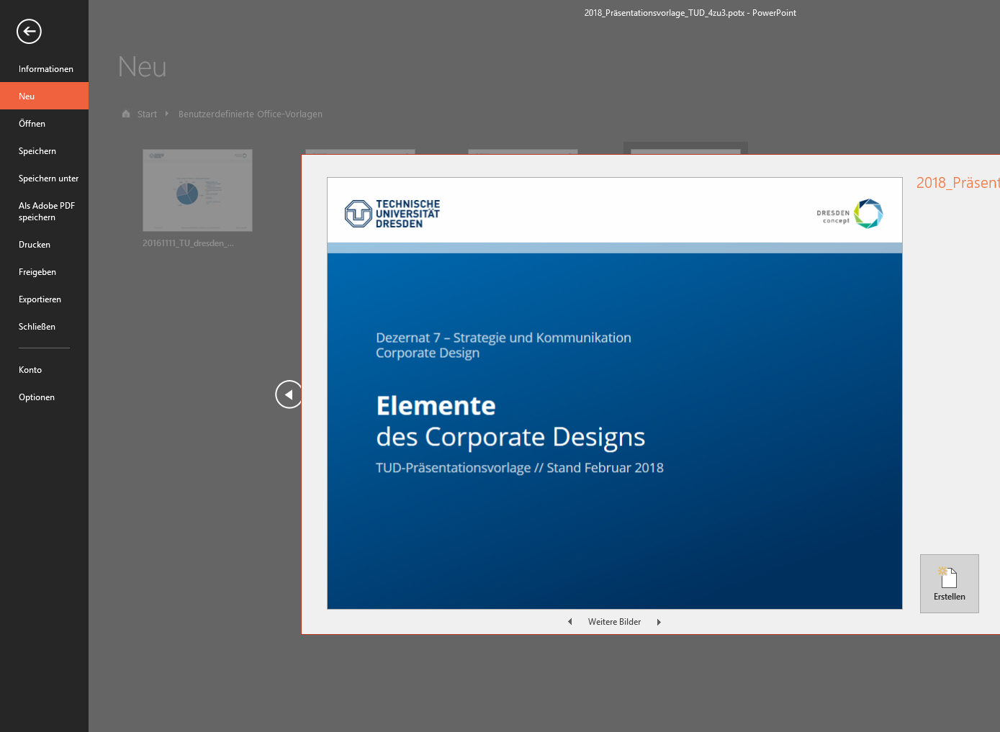 2018_Präsentationsvorlage_TUD_4zu3.potx - PowerPoint
Informationen
Neu
Öffnen
Speichern
Speichern unter
Als Adobe PDF
speichern
Drucken
Freigeben
Exportieren
Schließen
Konto
Optionen
Neu
Start
Benutzerdefinierte Office-Vorlagen
20161111_TU_dresden_...
2018_Präsent
TECHNISCHE
UNIVERSITÄT
DRESDEN
DRESDEN
concept
Dezernat 7 – Strategie und Kommunikation
Corporate Design
Elemente
des Corporate Designs
TUD-Präsentationsvorlage // Stand Februar 2018
Erstellen
Weitere Bilder